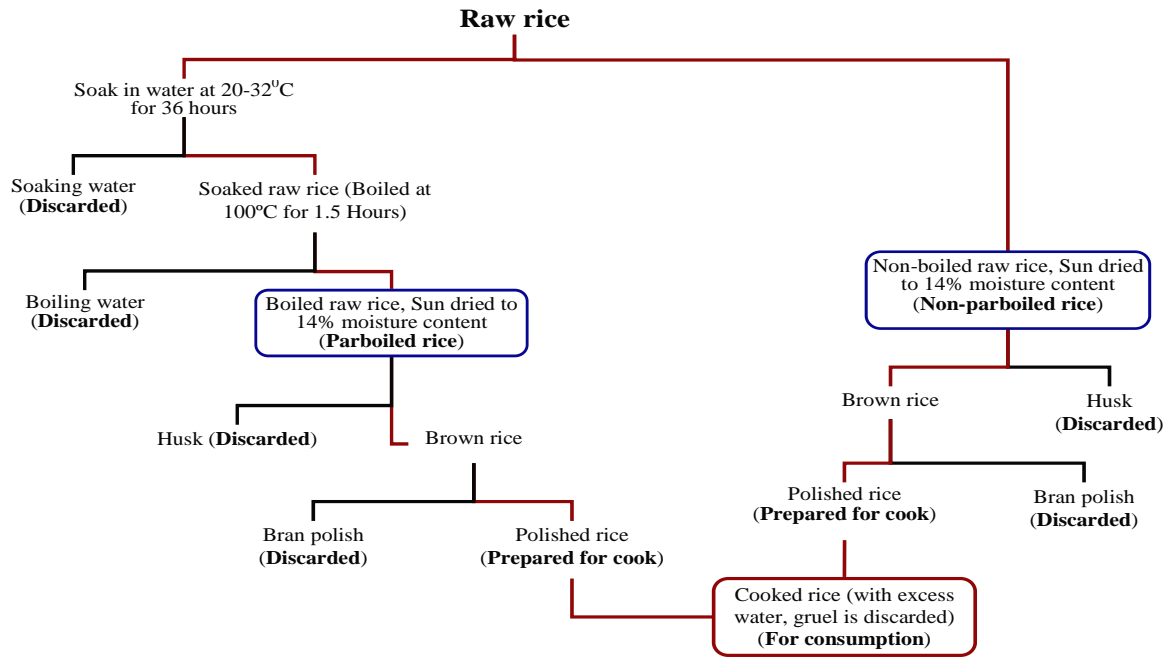 Raw rice
Soak in water at 20-32⁰C
for 36 hours
Soaking water
(Discarded)
Soaked raw rice (Boiled at
100ºC for 1.5 Hours)
Boiling water
(Discarded)
Boiled raw rice, Sun dried to
14% moisture content
(Parboiled rice)
Non-boiled raw rice, Sun dried
to 14% moisture content
(Non-parboiled rice)
Husk (Discarded)
Brown rice
Brown rice
Husk
(Discarded)
Bran polish
(Discarded)
Polished rice
(Prepared for cook)
Polished rice
(Prepared for cook)
Bran polish
(Discarded)
Cooked rice (with excess
water, gruel is discarded)
(For consumption)